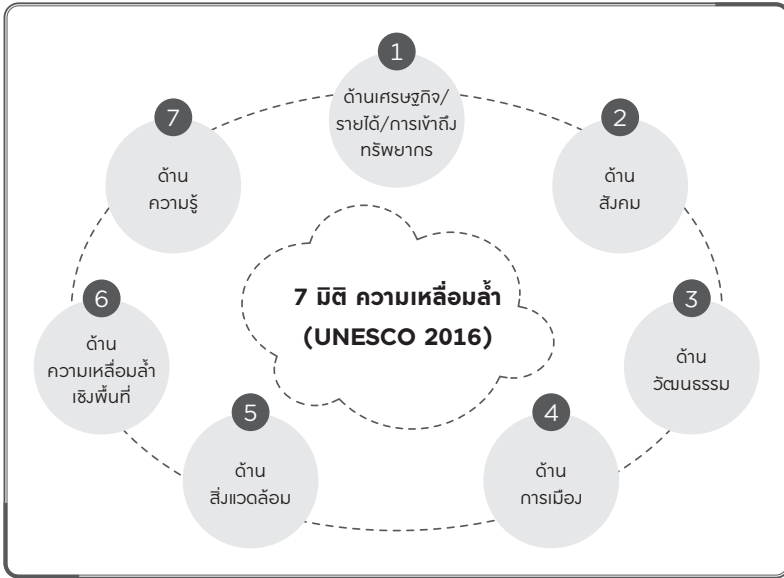 7 มิติ ความเหลื่อมล้ำ
(UNESCO 2016)
1
ด้านเศรษฐกิจ/
รายได้/การเข้าถึง
ทรัพยากร
2
ด้าน
สังคม
3
ด้าน
วัฒนธรรม
4
ด้าน
การเมือง
5
ด้าน
สิ่งแวดล้อม
6
ด้าน
ความเหลื่อมล้ำ
เชิงพื้นที่
7
ด้าน
ความรู้